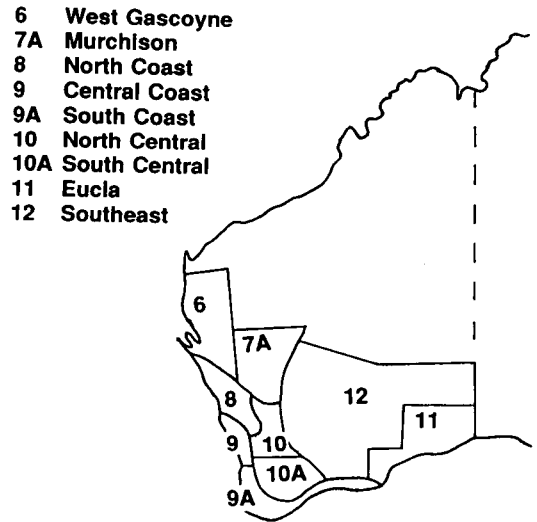 6 West Gascoyne
7A Murchison
8 North Coast
9 Central Coast
9A South Coast
10 North Central
10A South Central
11 Eucla
12 Southeast
6
7A
8
12
11
9
10
10A
9A